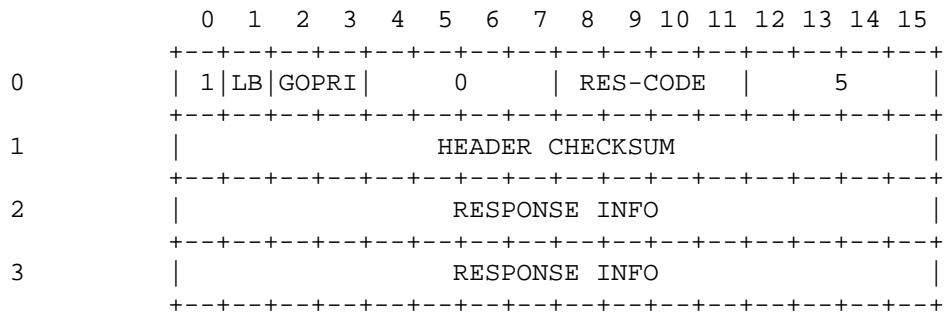 0  1  2  3  4  5  6  7  8  9 10 11 12 13 14 15
           +--+--+--+--+--+--+--+--+--+--+--+--+--+--+--+--+
0          | 1|LB|GOPRI|     0     | RES-CODE  |     5     |
           +--+--+--+--+--+--+--+--+--+--+--+--+--+--+--+--+
1          |                HEADER CHECKSUM                |
           +--+--+--+--+--+--+--+--+--+--+--+--+--+--+--+--+
2          |                 RESPONSE INFO                 |
           +--+--+--+--+--+--+--+--+--+--+--+--+--+--+--+--+
3          |                 RESPONSE INFO                 |
           +--+--+--+--+--+--+--+--+--+--+--+--+--+--+--+--+